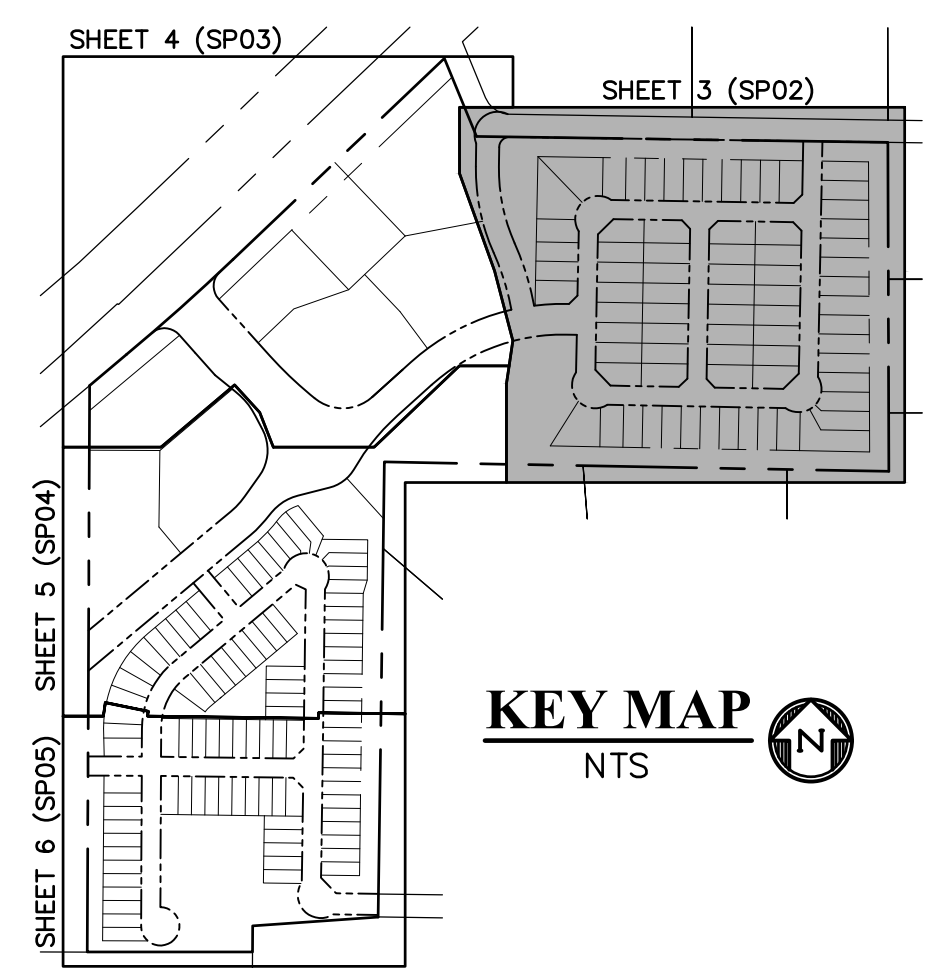 SHEET 4 (SP03)
SHEET 3 (SP02)
SHEET 5 (SP04)
SHEET 6 (SP05)
KEY MAP
NTS
N